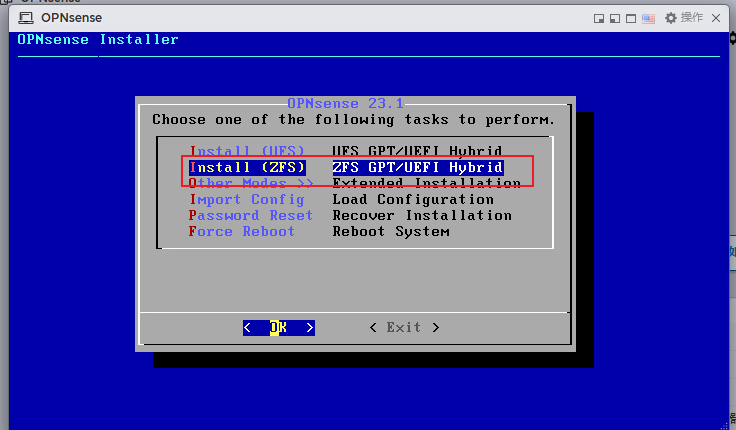 OPNsense
操作
OPNsense Installer
OPNsense 23.1
Choose one of the following tasks to perform.
Install (UFS) UFS GPT/UEFI Hybrid
Install (ZFS) ZFS GPT/UEFI Hybrid
Other Modes >> Extended Installation
Import Config Load Configuration
Password Reset Recover Installation
Force Reboot Reboot System
< OK > < Exit >